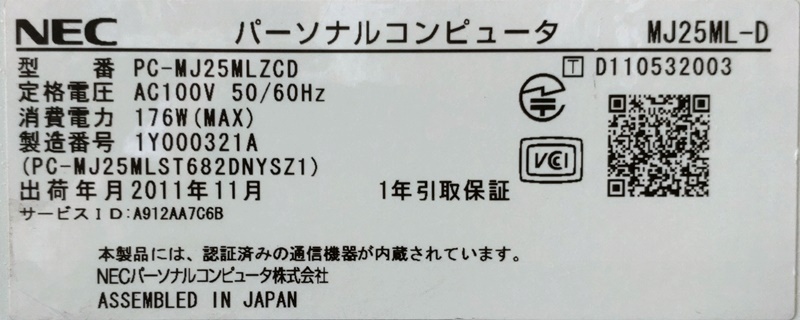 NEC パーソナルコンピュータ MJ25ML-D
型 番 PC-MJ25MLZCD T D110532003
定格電圧 AC100V 50/60Hz
消費電力 176W(MAX)
製造番号 1Y000321A
VCCI
(PC-MJ25MLST682DNYSZ1)
出荷年月 2011年11月 1年引取保証
サービスID:A912AA7C6B
本製品には、認証済みの通信機器が内蔵されています。
NECパーソナルコンピュータ株式会社
ASSEMBLED IN JAPAN